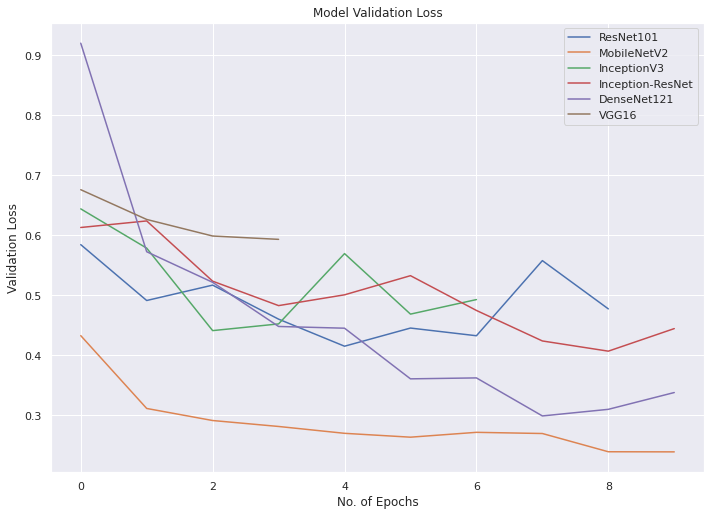 Model Validation Loss
ResNet101
MobileNetV2
InceptionV3
Inception-ResNet
DenseNet121
VGG16
Validation Loss
0.9
0.8
0.7
0.6
0.5
0.4
0.3
0 2 4 6 8
No. of Epochs